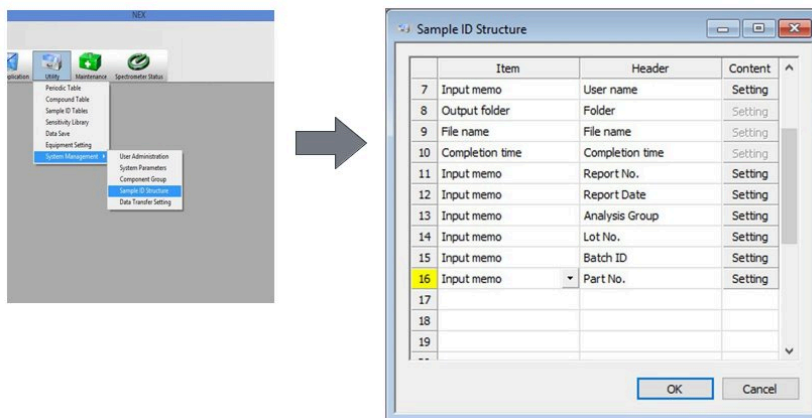 NEX
plication Utility Maintenance Spectrometer Status
Periodic Table
Compound Table
Sample ID Tables
Sensitivity Library
Data Save
Equipment Setting
System Management
User Administration
System Parameters
Component Group
Sample ID Structure
Data Transfer Setting
Sample ID Structure
Item Header Content
7 Input memo User name Setting
8 Output folder Folder Setting
9 File name File name Setting
10 Completion time Completion time Setting
11 Input memo Report No. Setting
12 Input memo Report Date Setting
13 Input memo Analysis Group Setting
14 Input memo Lot No. Setting
15 Input memo Batch ID Setting
16 Input memo Part No. Setting
17
18
19
OK Cancel